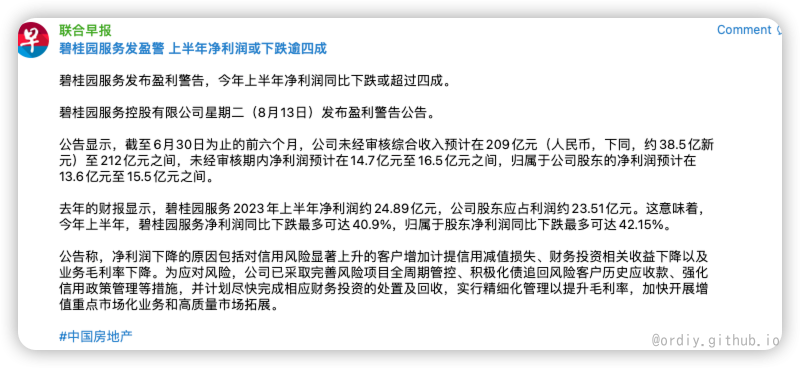 早
联合早报
Comment
碧桂园服务发盈警 上半年净利润或下跌逾四成
碧桂园服务发布盈利警告，今年上半年净利润同比下跌或超过四成。
碧桂园服务控股有限公司星期二（8月13日）发布盈利警告公告。
公告显示，截至6月30日为止的前六个月，公司未经审核综合收入预计在209亿元（人民币，下同，约38.5亿新
元）至212亿元之间，未经审核期内净利润预计在14.7亿元至16.5亿元之间，归属于公司股东的净利润预计在
13.6亿元至15.5亿元之间。
去年的财报显示，碧桂园服务2023年上半年净利润约24.89亿元，公司股东应占利润约23.51亿元。这意味着，
今年上半年，碧桂园服务净利润同比下跌最多可达40.9%，归属于股东净利润同比下跌最多可达42.15%。
公告称，净利润下降的原因包括对信用风险显著上升的客户增加计提信用减值损失、财务投资相关收益下降以及
业务毛利率下降。为应对风险，公司已采取完善风险项目全周期管控、积极化债追回风险客户历史应收款、强化
信用政策管理等措施，并计划尽快完成相应财务投资的处置及回收，实行精细化管理以提升毛利率，加快开展增
值重点市场化业务和高质量市场拓展。
#中国房地产
@ordiy.github.io